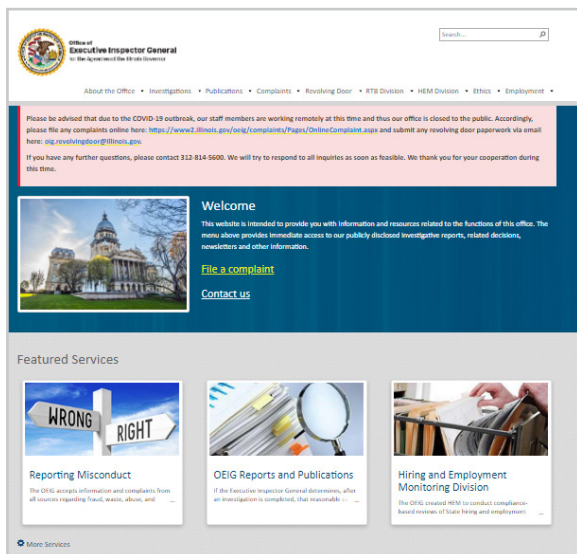 Office of
Executive Inspector General
for the Agencies of the Illinois Governor
Search...
About the Office • Investigations • Publications • Complaints • Revolving Door • RTB Division • HEM Division • Ethics • Employment •
Please be advised that due to the COVID-19 outbreak, our staff members are working remotely at this time and thus our office is closed to the public. Accordingly,
please file any complaints online here: https://www2.illinois.gov/oeig/complaints/Pages/OnlineComplaint.aspx and submit any revolving door paperwork via email
here: oig.revolvingdoor@illinois.gov.
If you have any further questions, please contact 312-814-5600. We will try to respond to all inquiries as soon as feasible. We thank you for your cooperation during
this time.
Welcome
This website is intended to provide you with information and resources related to the functions of this office. The
menu above provides immediate access to our publicly disclosed investigative reports, related decisions,
newsletters and other information.
File a complaint
Contact us
Featured Services
WRONG
RIGHT
Reporting Misconduct
The OEIG accepts information and complaints from
all sources regarding fraud, waste, abuse, and ...
OEIG Reports and Publications
If the Executive Inspector General determines, after
an investigation is completed, that reasonable ...
Hiring and Employment
Monitoring Division
The OEIG created HEM to conduct compliance-
based reviews of State hiring and employment ...
More Services